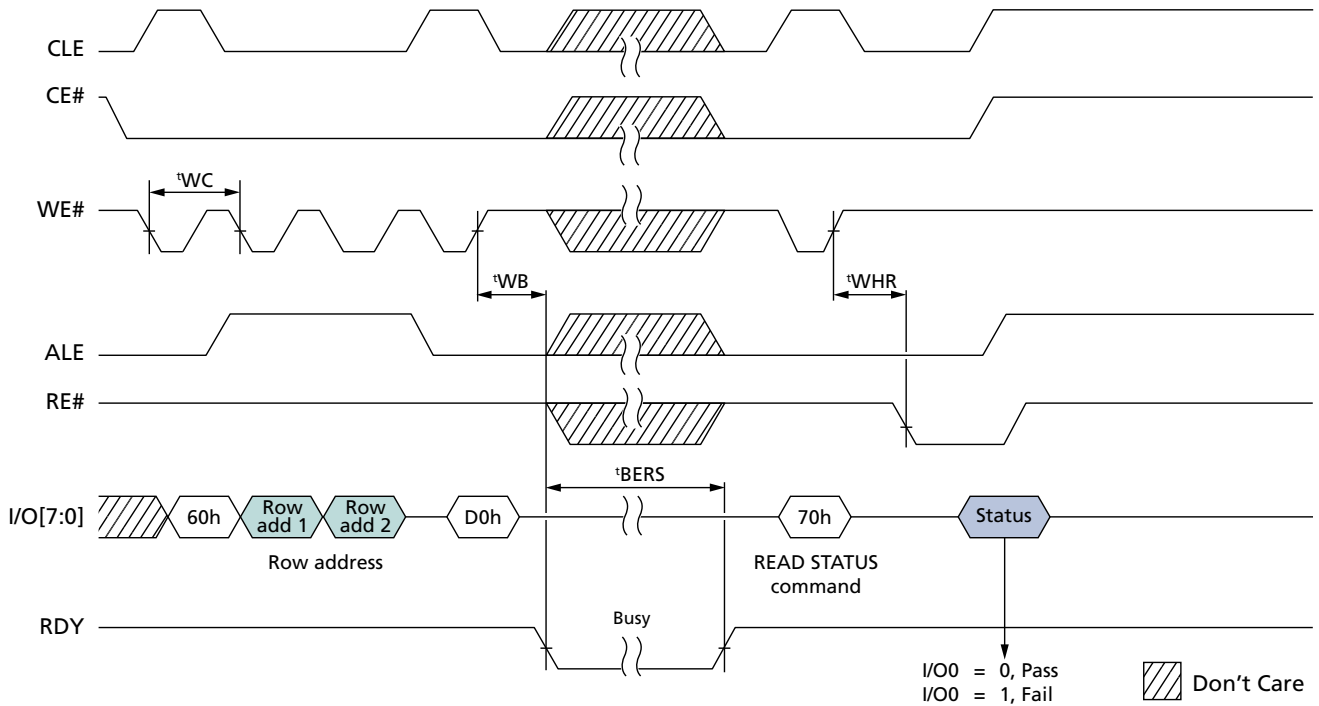 CLE
CE#
tWC
WE#
tWB
tWHR
ALE
RE#
tBERS
I/O[7:0]
60h
Row add 1
Row add 2
D0h
70h
Status
Row address
READ STATUS
command
RDY
Busy
I/O0 = 0, Pass
I/O0 = 1, Fail
Don't Care